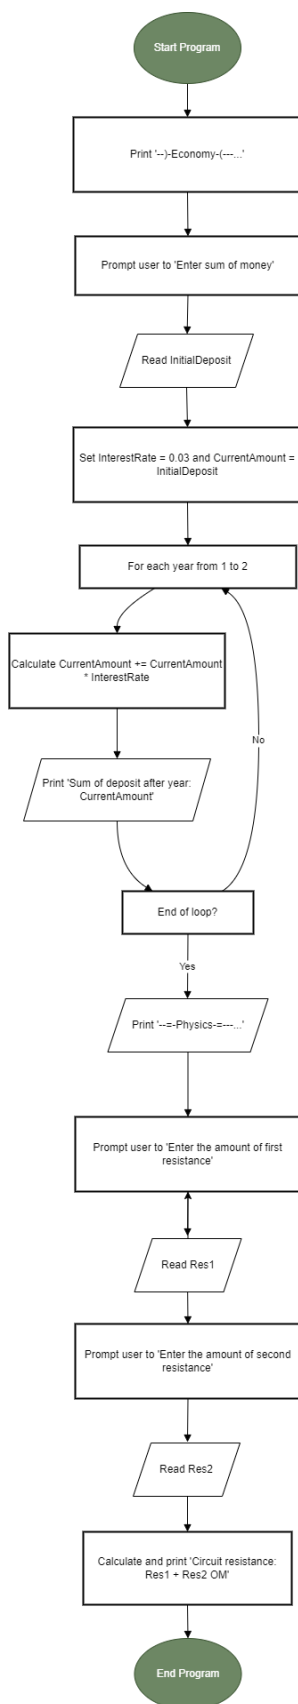 Start Program
Print '--)-Economy-(---...'
Prompt user to 'Enter sum of money'
Read InitialDeposit
Set InterestRate = 0.03 and CurrentAmount =
InitialDeposit
For each year from 1 to 2
Calculate CurrentAmount += CurrentAmount
* InterestRate
No
Print 'Sum of deposit after year:
CurrentAmount'
End of loop?
Yes
Print '--=-Physics-=---...'
Prompt user to 'Enter the amount of first
resistance'
Read Res1
Prompt user to 'Enter the amount of second
resistance'
Read Res2
Calculate and print 'Circuit resistance:
Res1 + Res2 OM'
End Program